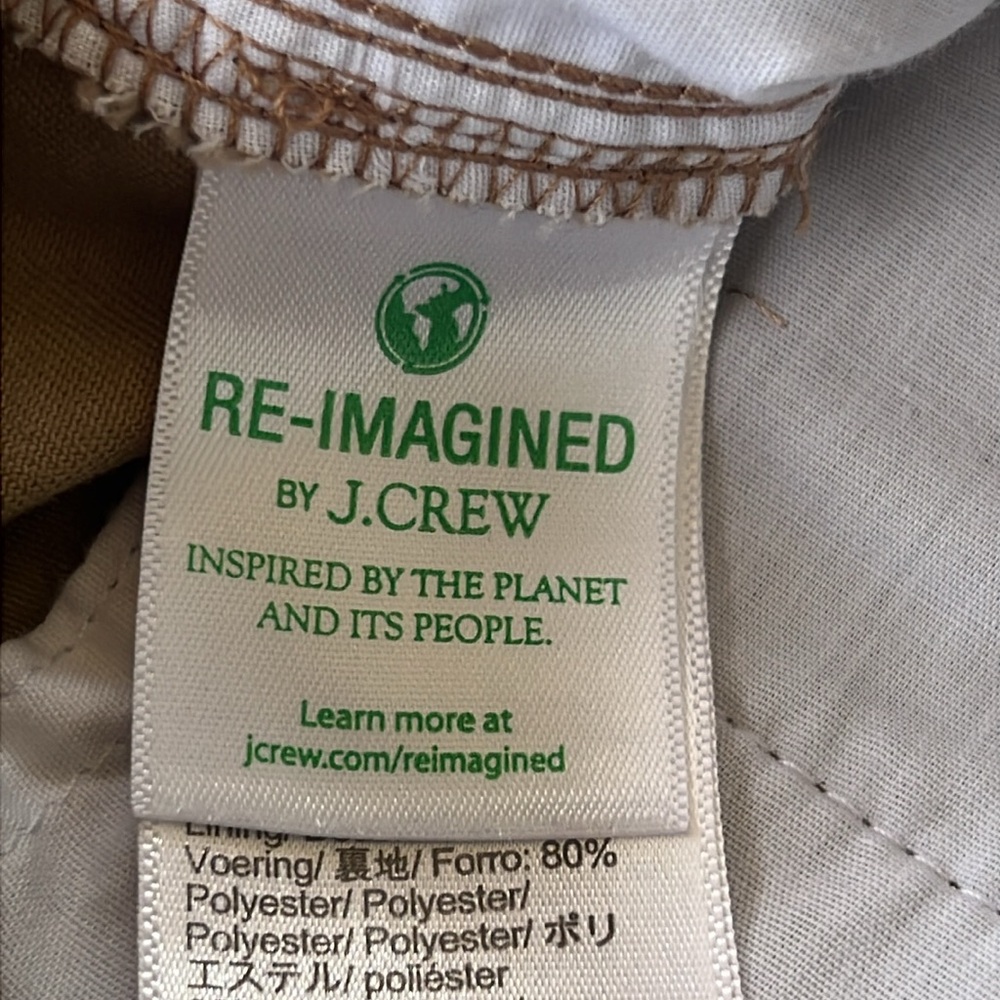 RE-IMAGINED
BY J.CREW
INSPIRED BY THE PLANET
AND ITS PEOPLE.
Learn more at
jcrew.com/reimagined
Lining/
Voering/ 裏地/ Forro: 80%
Polyester/ Polyester/
Polyester/ Polyester/ ポリ
エステル/ poliéster